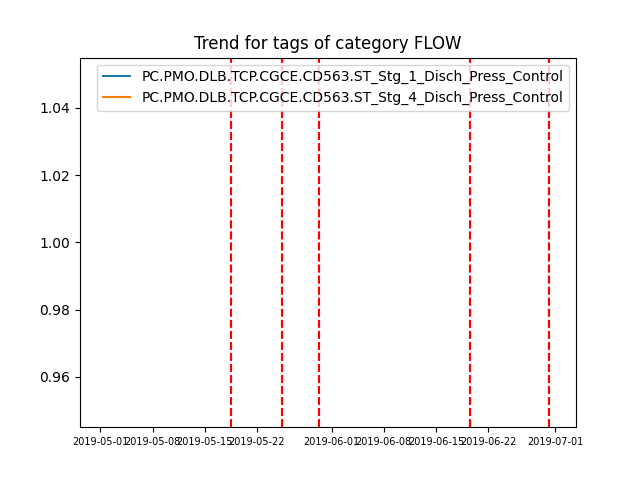 Trend for tags of category FLOW
PC.PMO.DLB.TCP.CGCE.CD563.ST_Stg_1_Disch_Press_Control
PC.PMO.DLB.TCP.CGCE.CD563.ST_Stg_4_Disch_Press_Control
1.04
1.02
1.00
0.98
0.96
2019-05-01 2019-05-08 2019-05-15 2019-05-22 2019-06-01 2019-06-08 2019-06-15 2019-06-22 2019-07-01